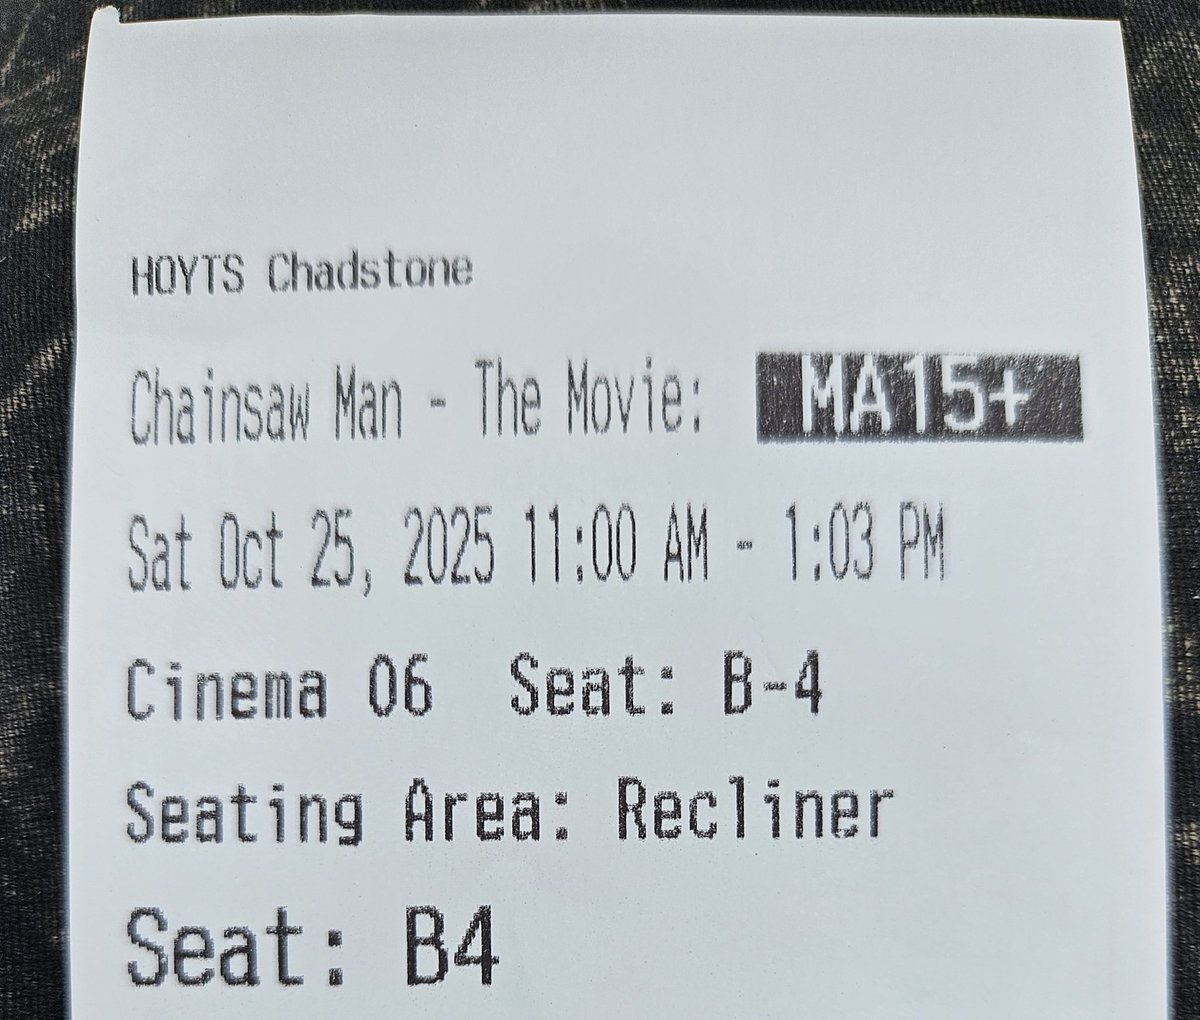 HOYTS Chadstone
Chainsaw Man - The Movie: MA15+
Sat Oct 25, 2025 11:00 AM - 1:03 PM
Cinema 06 Seat: B-4
Seating Area: Recliner
Seat: B4